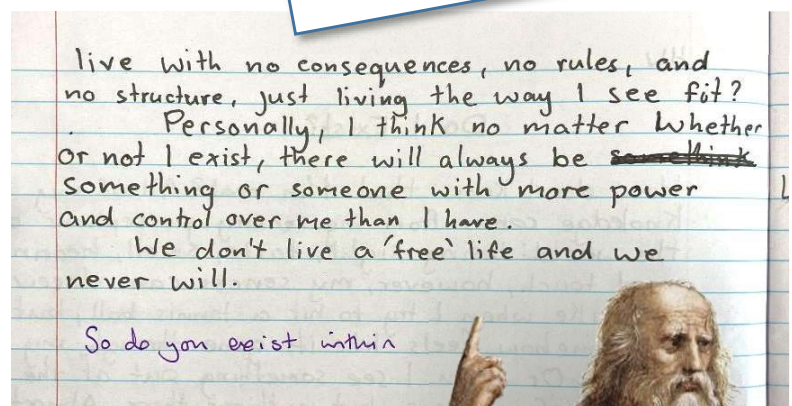 live with no consequences, no rules, and
no structure, just living the way I see fit?
Personally, I think no matter whether
or not I exist, there will always be somethink
something or someone with more power
and control over me than I have.
We don't live a 'free' life and we
never will.
So do you exist within